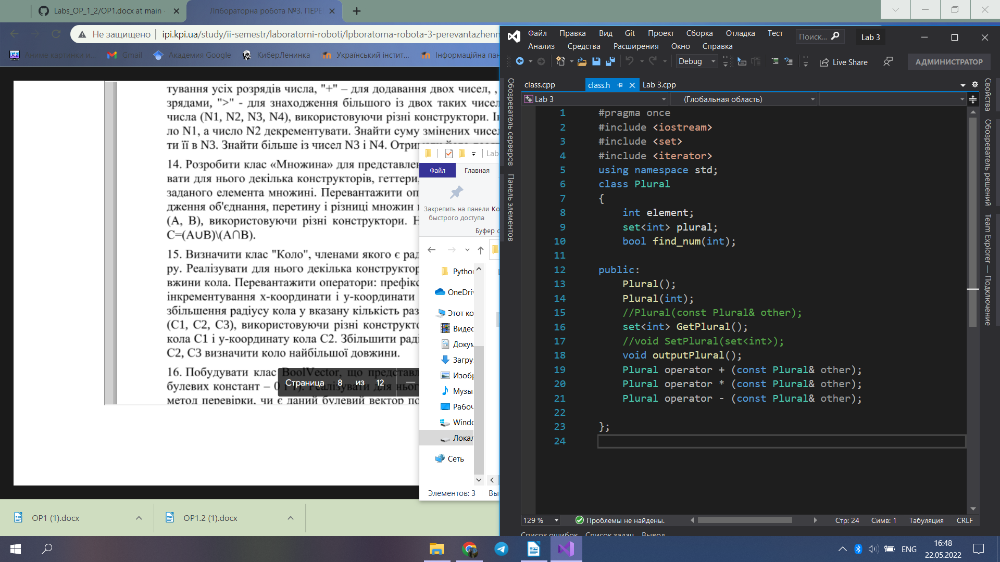 Labs_OP_1_2/OP1.docx at main
Лпбораторна робота №3. ПЕРЕ
Не защищено | ipi.kpi.ua/study/ii-semestr/laboratorni-roboti/lpboratorna-robota-3-perevantazhenn
Аниме картинки и...
Gmail
Академия Google
КиберЛенинка
Український інстит...
Інформаційна пан
тування усіх розрядів числа, "+" – для додавання двох чисел, ,
зрядами, ">" - для знаходження більшого із двох таких чисел
числа (N1, N2, N3, N4), використовуючи різні конструктори. Ін
ло N1, а число N2 декрементувати. Знайти суму змінених чисел
ти її в N3. Знайти більше із чисел N3 і N4.
14. Розробити клас «Множина» для представлен
вати для нього декілька конструкторів, геттери,
заданого елемента множині. Перевантажити оп
дження об'єднання, перетину і різниці множин
(A, B), використовуючи різні конструктори. Н
C=(A∪B)\(A∩B).
15. Визначити клас "Коло", членами якого є рад
ру. Реалізувати для нього декілька конструктор
вжини кола. Перевантажити оператори: префікс
інкрементування x-координати і y-координати
збільшення радіусу кола у вказану кількість раз
(C1, C2, C3), використовуючи різні конструкто
кола C1 і y-координату кола C2. Збільшити раді
C2, C3 визначити коло найбільшої довжини.
16. Побудувати клас BoolVector, що представл
булевих констант – 0 і 1). Реалізувати для ньог
метод перевірки, чи є даний булевий вектор по
Страница 8 из 12
Lab
Файл
Главная
Закрепить на панели
быстрого доступа
Ко
Буфер о
Python
OneDriv
Этот ко
Видео
Докум
Загруз
Изобр
Музы
Рабоч
Windo
Локал
Сеть
Элементов: 3
Вы
OP1 (1).docx
OP1.2 (1).docx
Файл Правка Вид Git Проект Сборка Отладка Тест
Анализ Средства Расширения Окно Справка
Поиск...
Lab 3
Debug
Live Share
АДМИНИСТРАТОР
Обозреватель серверов
Панель элементов
class.cpp
class.h
Lab 3.cpp
Lab 3
(Глобальная область)
Свойства
Обозреватель решений
Team Explorer — Подключение
1 #pragma once
2 #include <iostream>
3 #include <set>
4 #include <iterator>
5 using namespace std;
6 class Plural
7 {
8 int element;
9 set<int> plural;
10 bool find_num(int);
11
12 public:
13 Plural();
14 Plural(int);
15 //Plural(const Plural& other);
16 set<int> GetPlural();
17 //void SetPlural(set<int>);
18 void outputPlural();
19 Plural operator + (const Plural& other);
20 Plural operator * (const Plural& other);
21 Plural operator - (const Plural& other);
22
23 };
24
129 %
Проблемы не найдены.
Стр: 24
Симв: 1
Табуляция
CRLF
Список ошибок Список задач Вывод
ENG
16:48
22.05.2022